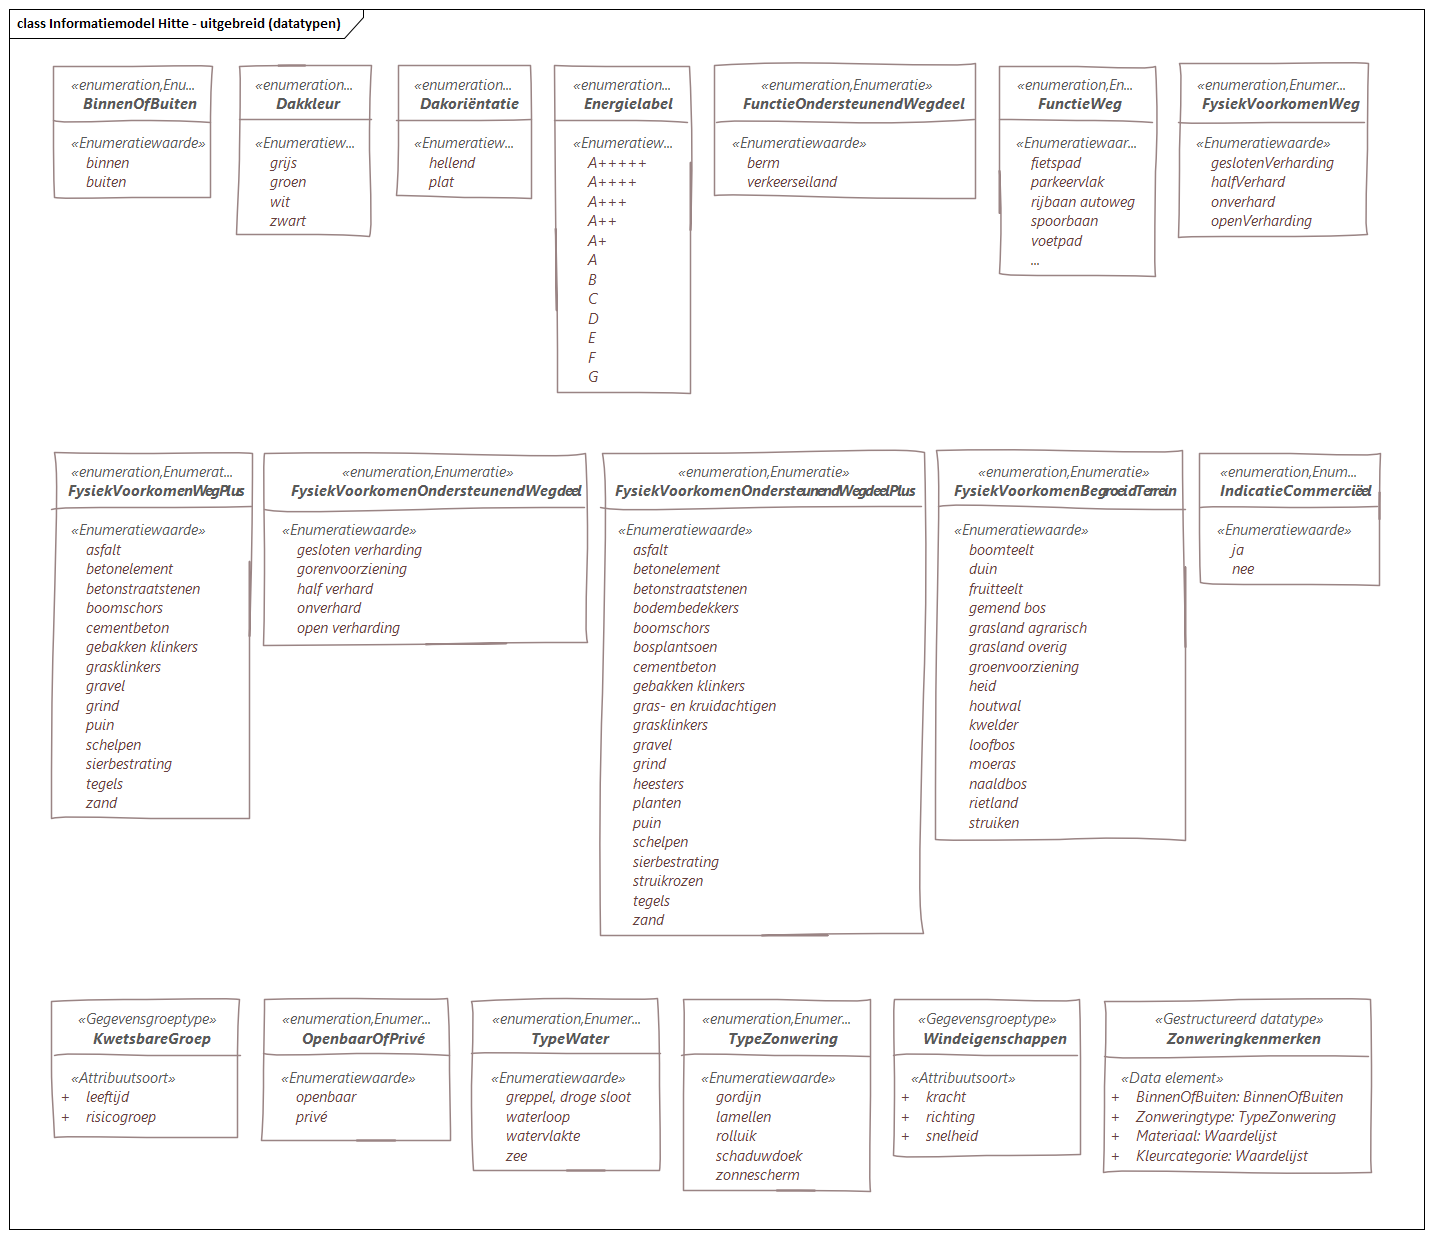 class Informatiemodel Hitte - uitgebreid (datatypen)
«enumeration,Enu...
BinnenOfBuiten
«Enumeratiewaarde»
binnen
buiten
«enumeration...
Dakkleur
«Enumeratiew...
grijs
groen
wit
zwart
«enumeration...
Dakoriëntatie
«Enumeratiew...
hellend
plat
«enumeration...
Energielabel
«Enumeratiew...
A+++++
A++++
A+++
A++
A+
A
B
C
D
E
F
G
«enumeration,Enumeratie»
FunctieOndersteunendWegdeel
«Enumeratiewaarde»
berm
verkeerseiland
«enumeration,En...
FunctieWeg
«Enumeratiewaar...
fietspad
parkeervlak
rijbaan autoweg
spoorbaan
voetpad
...
«enumeration,Enumer...
FysiekVoorkomenWeg
«Enumeratiewaarde»
geslotenVerharding
halfVerhard
onverhard
openVerharding
«enumeration,Enumerat...
FysiekVoorkomenWegPlus
«Enumeratiewaarde»
asfalt
betonelement
betonstraatstenen
boomschors
cementbeton
gebakken klinkers
grasklinkers
gravel
grind
puin
schelpen
sierbestrating
tegels
zand
«enumeration,Enumeratie»
FysiekVoorkomenOndersteunendWegdeel
«Enumeratiewaarde»
gesloten verharding
gorenvoorziening
half verhard
onverhard
open verharding
«enumeration,Enumeratie»
FysiekVoorkomenOndersteunendWegdeelPlus
«Enumeratiewaarde»
asfalt
betonelement
betonstraatstenen
bodembedekkers
boomschors
bosplantsoen
cementbeton
gebakken klinkers
gras- en kruidachtigen
grasklinkers
gravel
grind
heesters
planten
puin
schelpen
sierbestrating
struikrozen
tegels
zand
«enumeration,Enumeratie»
FysiekVoorkomenBegroeidTerrein
«Enumeratiewaarde»
boomteelt
duin
fruitteelt
gemend bos
grasland agrarisch
grasland overig
groenvoorziening
heid
houtwal
kwelder
loofbos
moeras
naaldbos
rietland
struiken
«enumeration,Enum...
IndicatieCommerciëel
«Enumeratiewaarde»
ja
nee
«Gegevensgroeptype»
KwetsbareGroep
«Attribuutsoort»
+ leeftijd
+ risicogroep
«enumeration,Enumer...
OpenbaarOfPrivé
«Enumeratiewaarde»
openbaar
privé
«enumeration,Enumer...
TypeWater
«Enumeratiewaarde»
greppel, droge sloot
waterloop
watervlakte
zee
«enumeration,Enumer...
TypeZonwering
«Enumeratiewaarde»
gordijn
lamellen
rolluik
schaduwdoek
zonnescherm
«Gegevensgroeptype»
Windeigenschappen
«Attribuutsoort»
+ kracht
+ richting
+ snelheid
«Gestructureerd datatype»
Zonweringkenmerken
«Data element»
+ BinnenOfBuiten: BinnenOfBuiten
+ Zonweringtype: TypeZonwering
+ Materiaal: Waardelijst
+ Kleurcategorie: Waardelijst